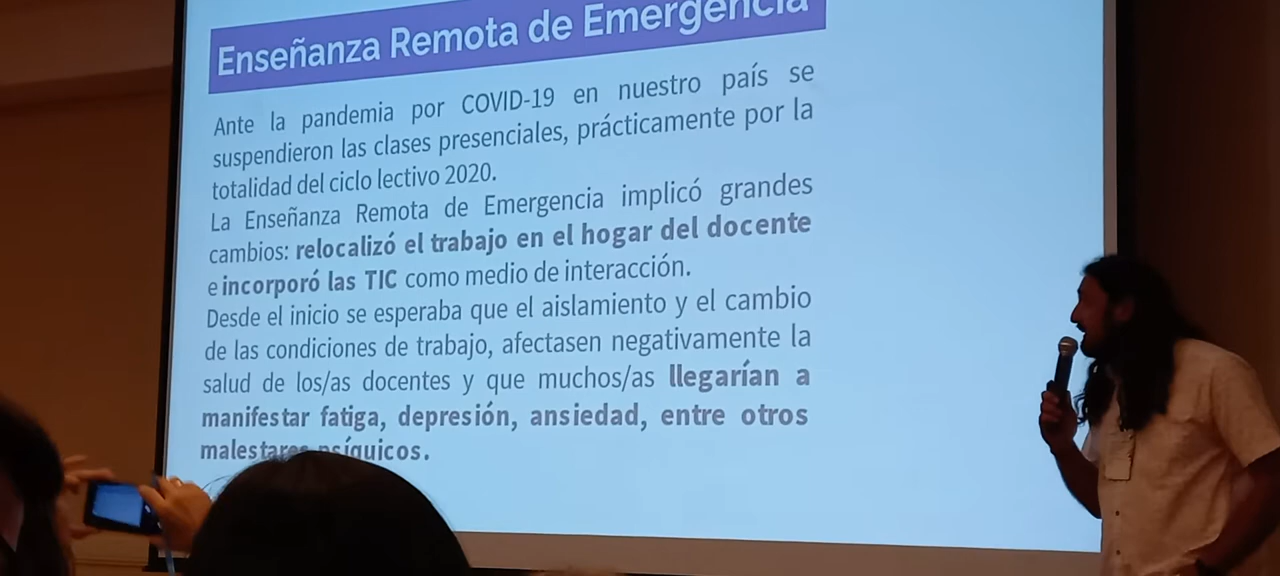 Enseñanza Remota de Emergencia
Ante la pandemia por COVID-19 en nuestro país se
suspendieron las clases presenciales, prácticamente por la
totalidad del ciclo lectivo 2020.
La Enseñanza Remota de Emergencia implicó grandes
cambios: relocalizó el trabajo en el hogar del docente
e incorporó las TIC como medio de interacción.
Desde el inicio se esperaba que el aislamiento y el cambio
de las condiciones de trabajo, afectasen negativamente la
salud de los/as docentes y que muchos/as llegarían a
manifestar fatiga, depresión, ansiedad, entre otros
malestares psíquicos.